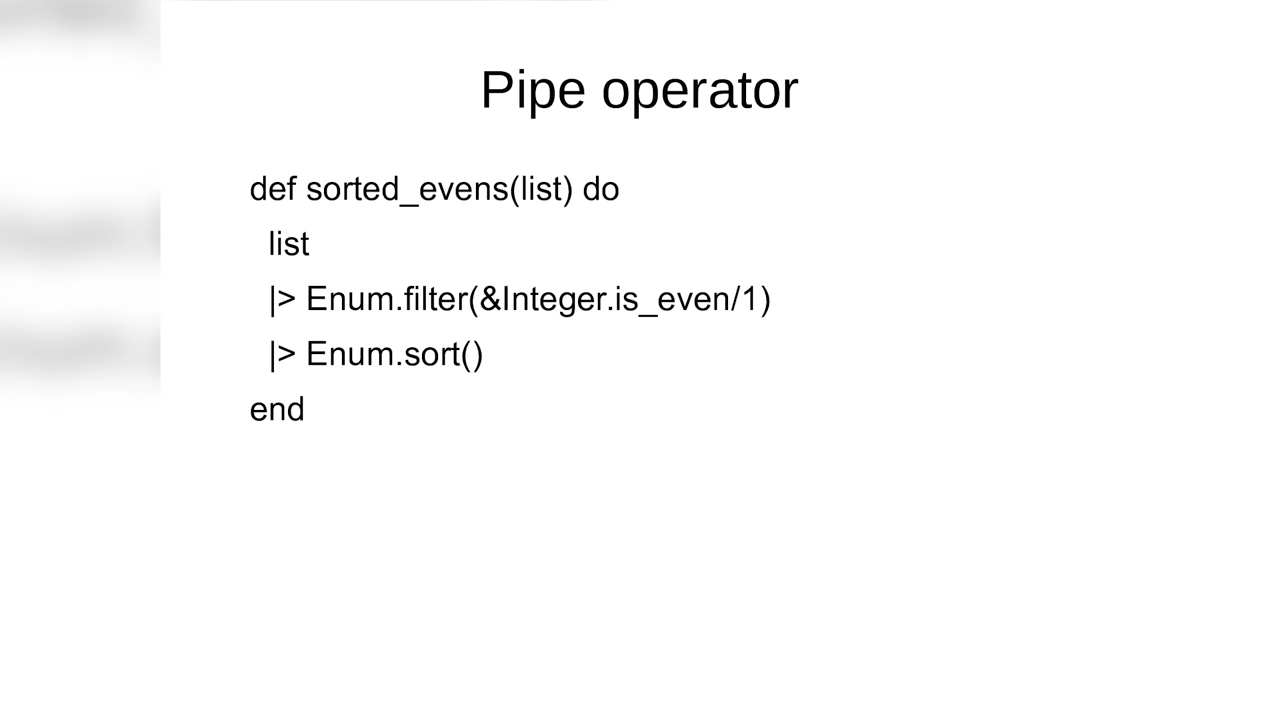 Pipe operator
def sorted_evens(list) do
list
|> Enum.filter(&Integer.is_even/1)
|> Enum.sort()
end